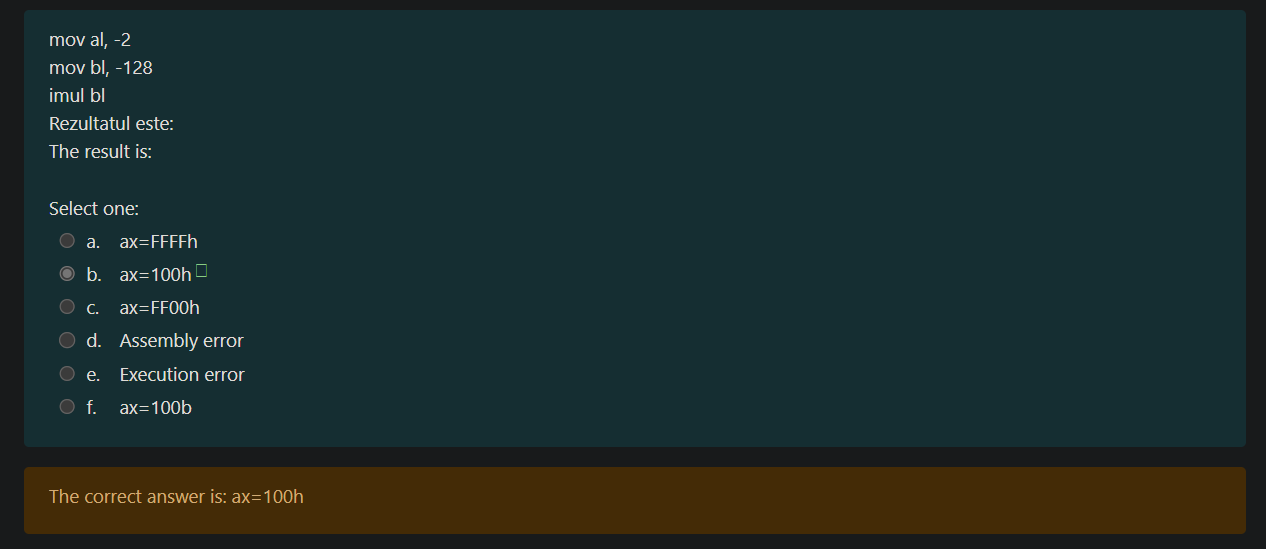 mov al, -2
mov bl, -128
imul bl
Rezultatul este:
The result is:
Select one:
a. ax=FFFFh
b. ax=100h
c. ax=FF00h
d. Assembly error
e. Execution error
f. ax=100b
The correct answer is: ax=100h